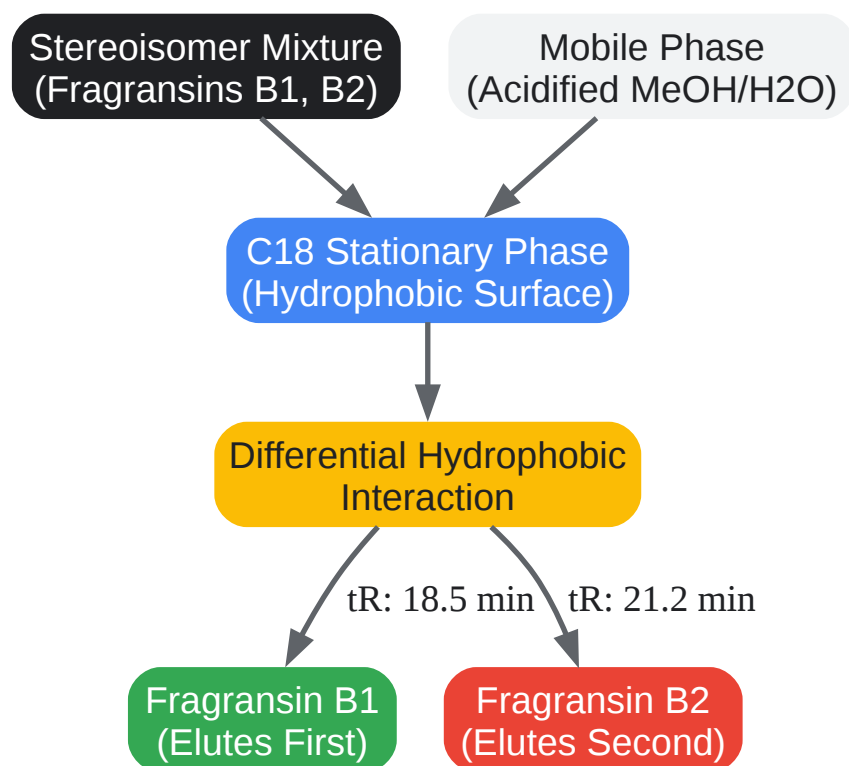 Stereoisomer Mixture
(Fragransins B1, B2)
Mobile Phase
(Acidified MeOH/H2O)
C18 Stationary Phase
(Hydrophobic Surface)
Differential Hydrophobic
Interaction
tR: 18.5 min
tR: 21.2 min
Fragransin B1
(Elutes First)
Fragransin B2
(Elutes Second)